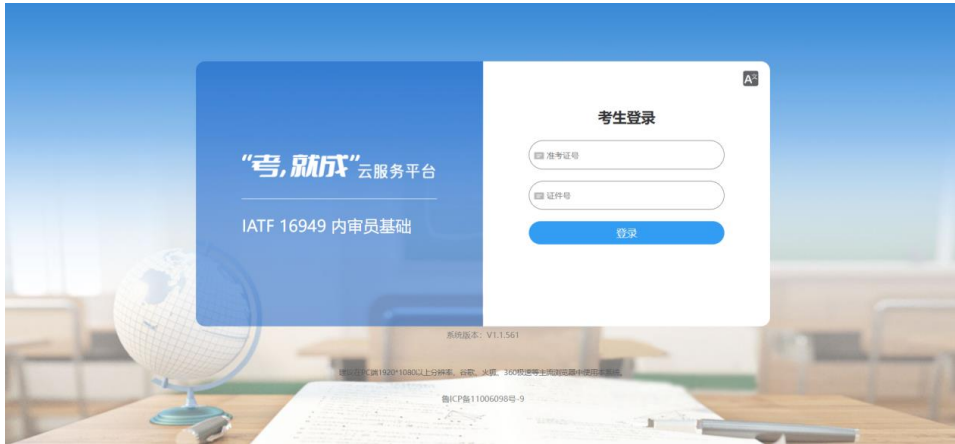 考生登录
"考,就成"云服务平台
IATF 16949 内审员基础
准考证号
证件号
登录
系统版本：V1.1.561
建议在PC端1920*1080以上分辨率、谷歌、火狐、360极速等主流浏览器中使用本系统。
鲁ICP备11006098号-9